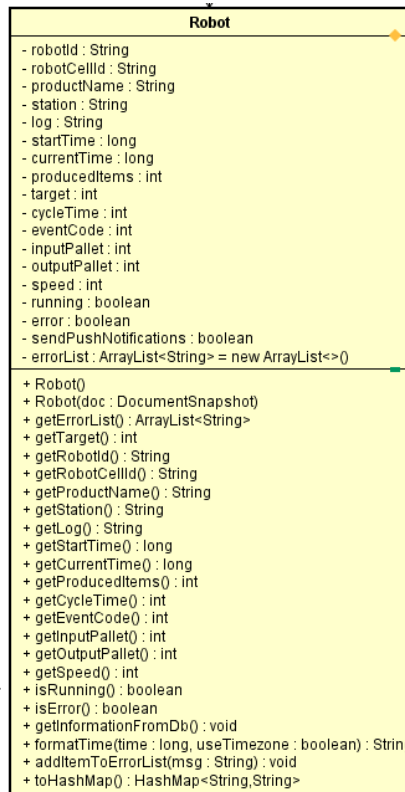 *
Robot
- robotId : String
- robotCellId : String
- productName : String
- station : String
- log : String
- startTime : long
- currentTime : long
- producedItems : int
- target : int
- cycleTime : int
- eventCode : int
- inputPallet : int
- outputPallet : int
- speed : int
- running : boolean
- error : boolean
- sendPushNotifications : boolean
- errorList : ArrayList<String> = new ArrayList<>()
+ Robot()
+ Robot(doc : DocumentSnapshot)
+ getErrorList() : ArrayList<String>
+ getTarget() : int
+ getRobotId() : String
+ getRobotCellId() : String
+ getProductName() : String
+ getStation() : String
+ getLog() : String
+ getStartTime() : long
+ getCurrentTime() : long
+ getProducedItems() : int
+ getCycleTime() : int
+ getEventCode() : int
+ getInputPallet() : int
+ getOutputPallet() : int
+ getSpeed() : int
+ isRunning() : boolean
+ isError() : boolean
+ getInformationFromDb() : void
+ formatTime(time : long, useTimezone : boolean) : Strin
+ addItemToErrorList(msg : String) : void
+ toHashMap() : HashMap<String,String>